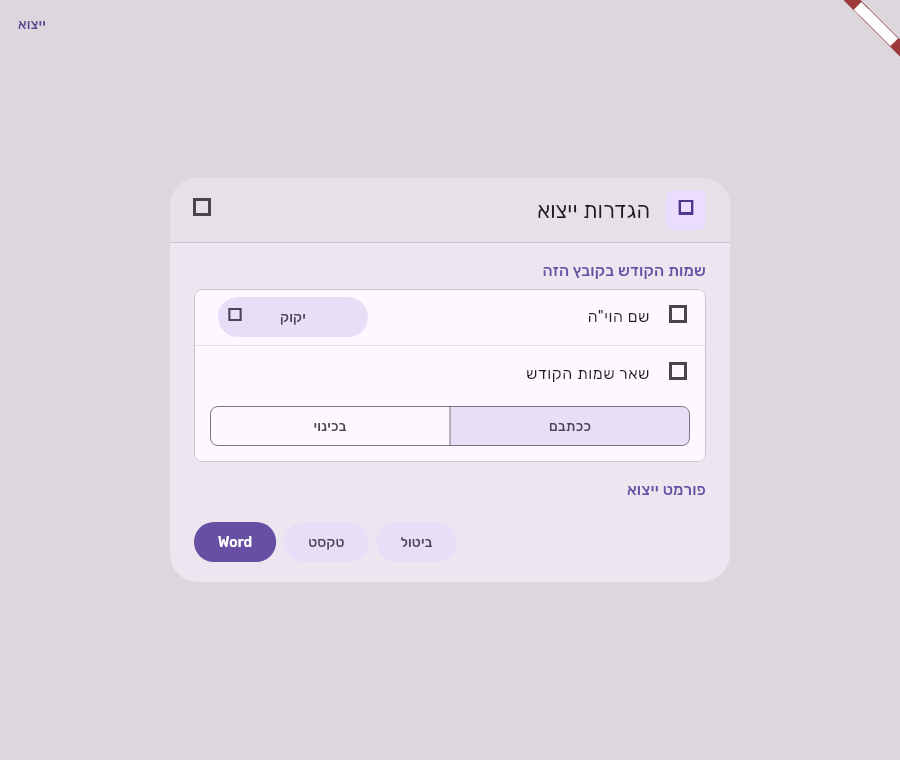 ייצוא
הגדרות ייצוא
שמות הקודש בקובץ הזה
שם הוי"ה
יקוק
שאר שמות הקודש
ככתבם
בכינוי
פורמט ייצוא
ביטול
טקסט
Word